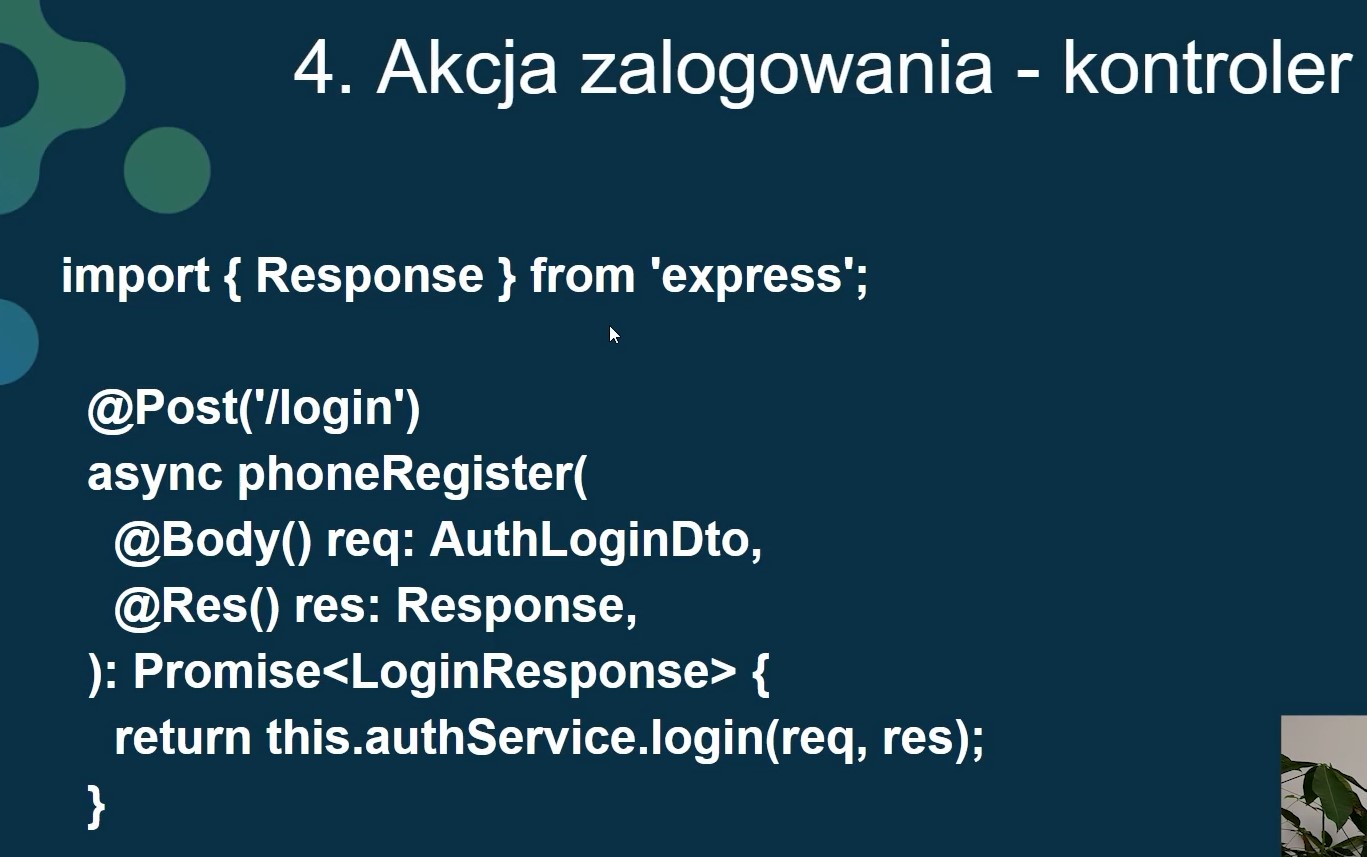 4. Akcja zalogowania - kontroler
import { Response } from 'express';
@Post('/login')
async phoneRegister(
@Body() req: AuthLoginDto,
@Res() res: Response,
): Promise<LoginResponse> {
return this.authService.login(req, res);
}